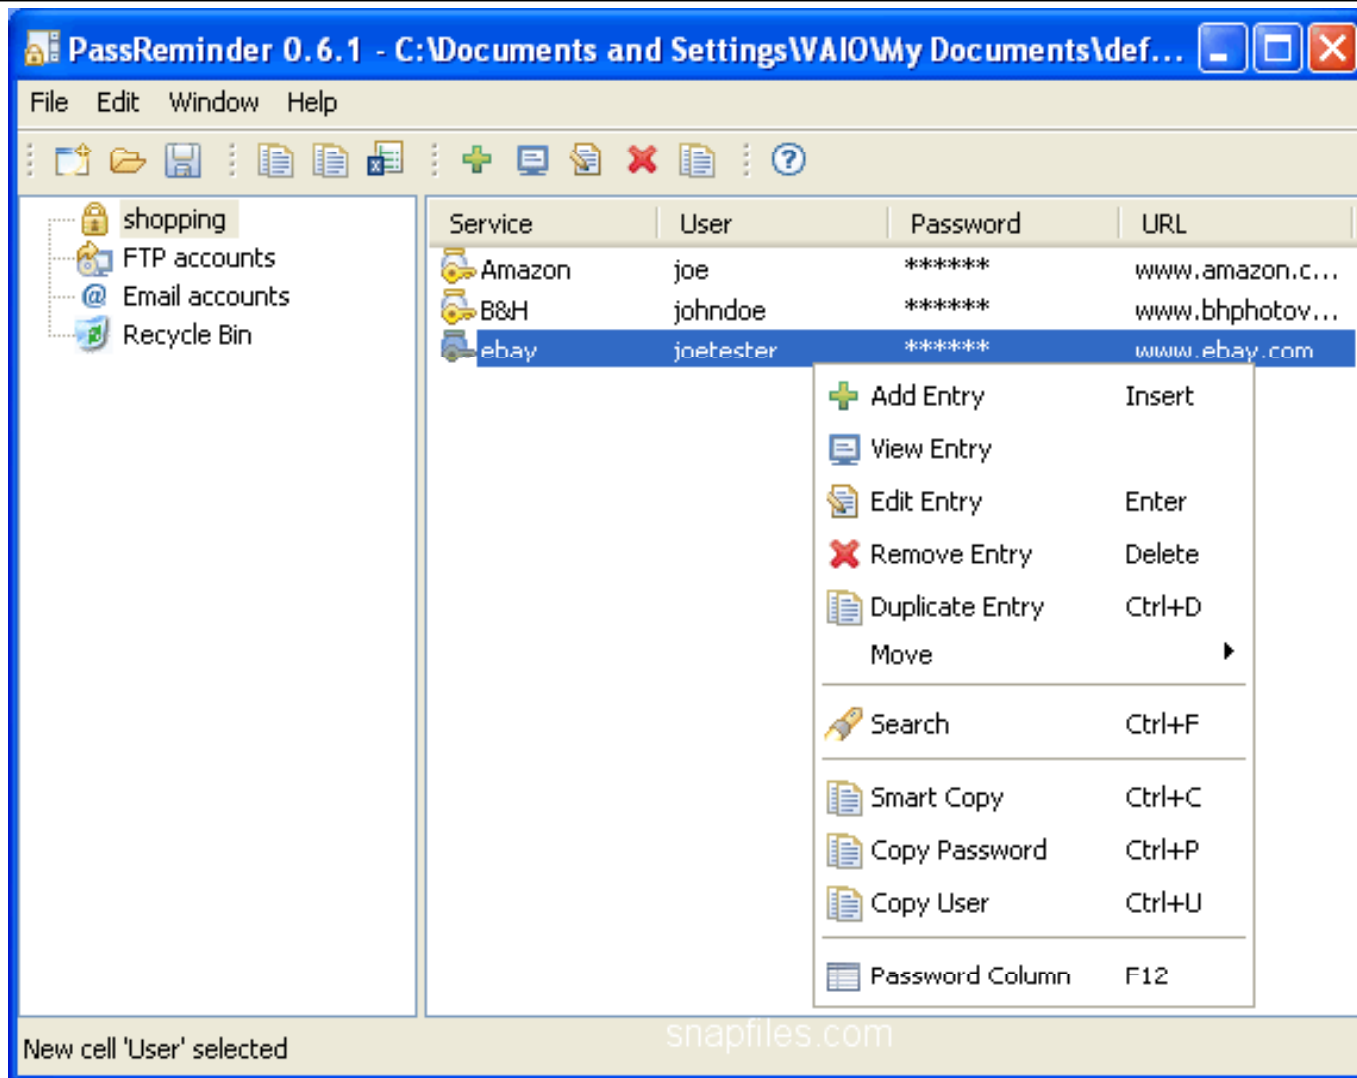 PassReminder 0.6.1 - C:\Documents and Settings\VAIO\My Documents\def...
File Edit Window Help
shopping
FTP accounts
Email accounts
Recycle Bin
Service User Password URL
Amazon joe ****** www.amazon.c...
B&H johndoe ****** www.bhphotov...
ebay joetester ****** www.ebay.com
Add Entry Insert
View Entry
Edit Entry Enter
Remove Entry Delete
Duplicate Entry Ctrl+D
Move
Search Ctrl+F
Smart Copy Ctrl+C
Copy Password Ctrl+P
Copy User Ctrl+U
Password Column F12
snapfiles.com
New cell 'User' selected